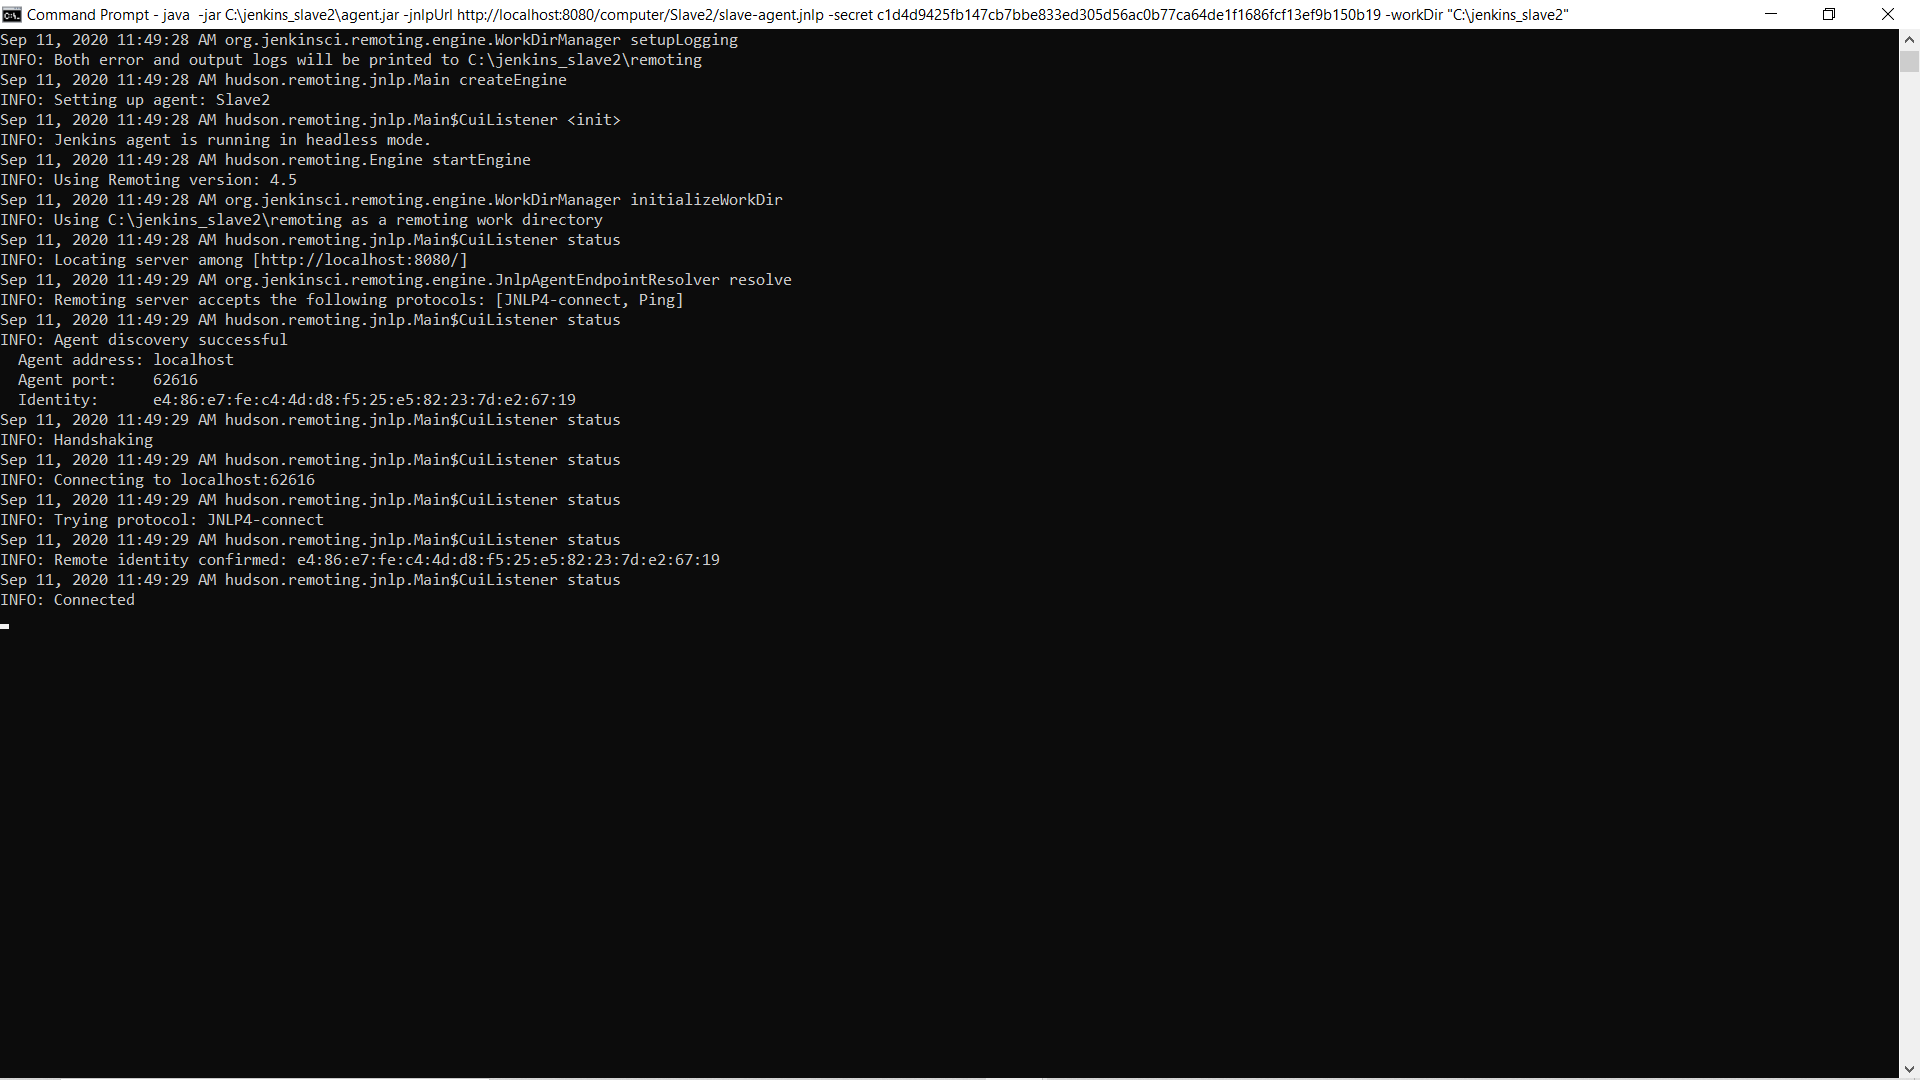 Command Prompt - java  -jar C:\jenkins_slave2\agent.jar -jnlpUrl http://localhost:8080/computer/Slave2/slave-agent.jnlp -secret c1d4d9425fb147cb7bbe833ed305d56ac0b77ca64de1f1686fcf13ef9b150b19 -workDir "C:\jenkins_slave2"
Sep 11, 2020 11:49:28 AM org.jenkinsci.remoting.engine.WorkDirManager setupLogging
INFO: Both error and output logs will be printed to C:\jenkins_slave2\remoting
Sep 11, 2020 11:49:28 AM hudson.remoting.jnlp.Main createEngine
INFO: Setting up agent: Slave2
Sep 11, 2020 11:49:28 AM hudson.remoting.jnlp.Main$CuiListener <init>
INFO: Jenkins agent is running in headless mode.
Sep 11, 2020 11:49:28 AM hudson.remoting.Engine startEngine
INFO: Using Remoting version: 4.5
Sep 11, 2020 11:49:28 AM org.jenkinsci.remoting.engine.WorkDirManager initializeWorkDir
INFO: Using C:\jenkins_slave2\remoting as a remoting work directory
Sep 11, 2020 11:49:28 AM hudson.remoting.jnlp.Main$CuiListener status
INFO: Locating server among [http://localhost:8080/]
Sep 11, 2020 11:49:29 AM org.jenkinsci.remoting.engine.JnlpAgentEndpointResolver resolve
INFO: Remoting server accepts the following protocols: [JNLP4-connect, Ping]
Sep 11, 2020 11:49:29 AM hudson.remoting.jnlp.Main$CuiListener status
INFO: Agent discovery successful
  Agent address: localhost
  Agent port:    62616
  Identity:      e4:86:e7:fe:c4:4d:d8:f5:25:e5:82:23:7d:e2:67:19
Sep 11, 2020 11:49:29 AM hudson.remoting.jnlp.Main$CuiListener status
INFO: Handshaking
Sep 11, 2020 11:49:29 AM hudson.remoting.jnlp.Main$CuiListener status
INFO: Connecting to localhost:62616
Sep 11, 2020 11:49:29 AM hudson.remoting.jnlp.Main$CuiListener status
INFO: Trying protocol: JNLP4-connect
Sep 11, 2020 11:49:29 AM hudson.remoting.jnlp.Main$CuiListener status
INFO: Remote identity confirmed: e4:86:e7:fe:c4:4d:d8:f5:25:e5:82:23:7d:e2:67:19
Sep 11, 2020 11:49:29 AM hudson.remoting.jnlp.Main$CuiListener status
INFO: Connected